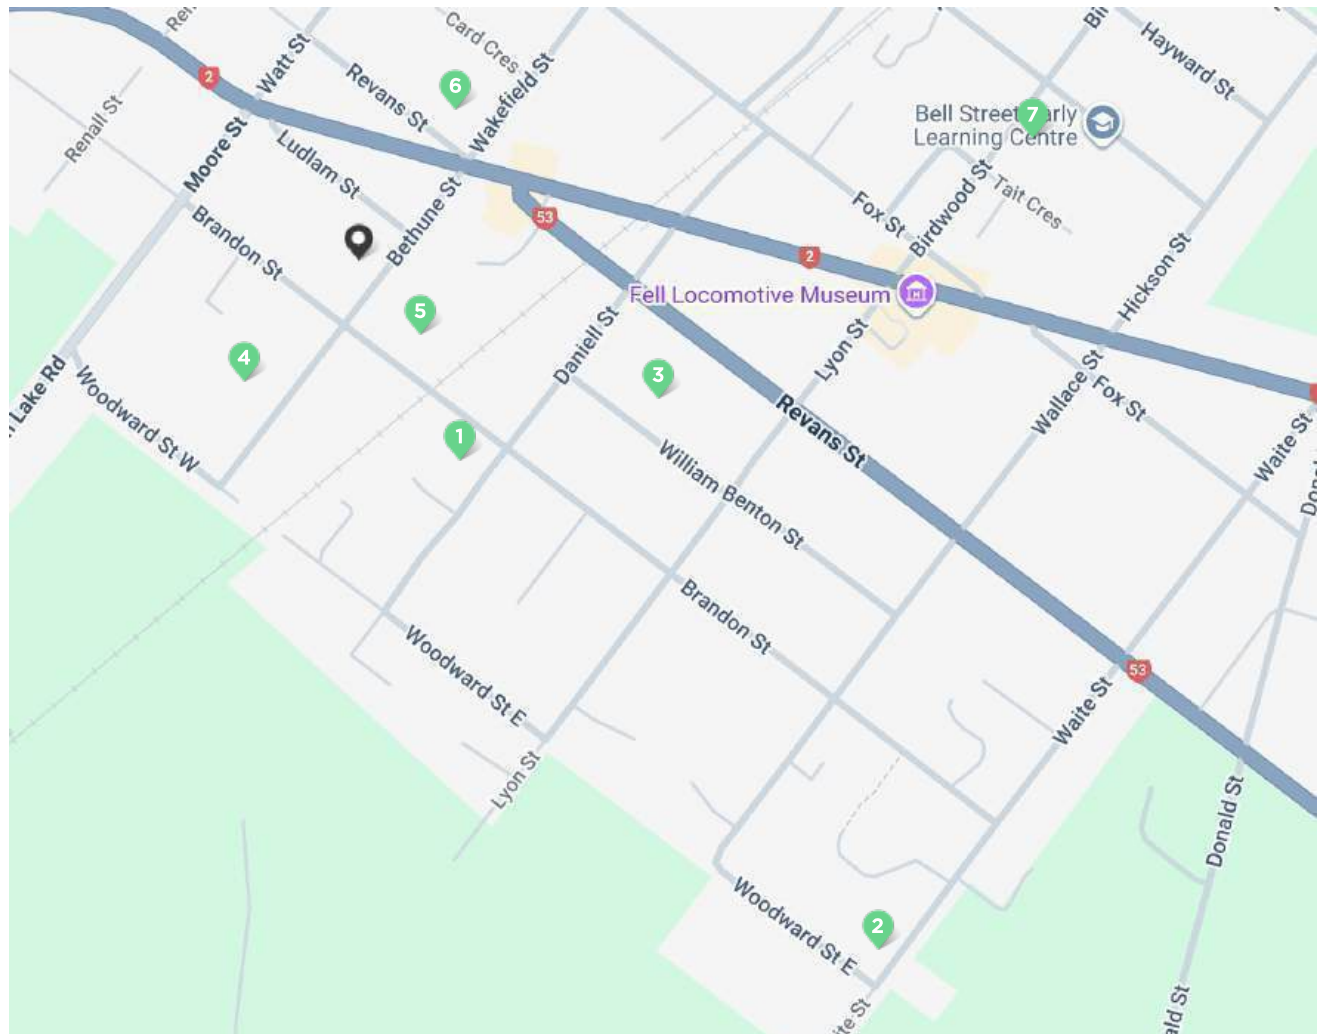 Card Cres
Hayward St
2
Watt St
Revans St
6
Wakefield St
Bell Street Early
Learning Centre
7
Renall St
Moore St
Ludlam St
Bethune St
Tait Cres
Birdwood St
Fox St
Brandon St
53
2
Hickson St
Fell Locomotive Museum
5
4
3
Daniell St
Lyon St
Wallace St
Fox St
Lake Rd
Woodward St W
1
Revans St
Waite St
William Benton St
Brandon St
Woodward St E
53
Waite St
Lyon St
Donald St
Woodward St E
2